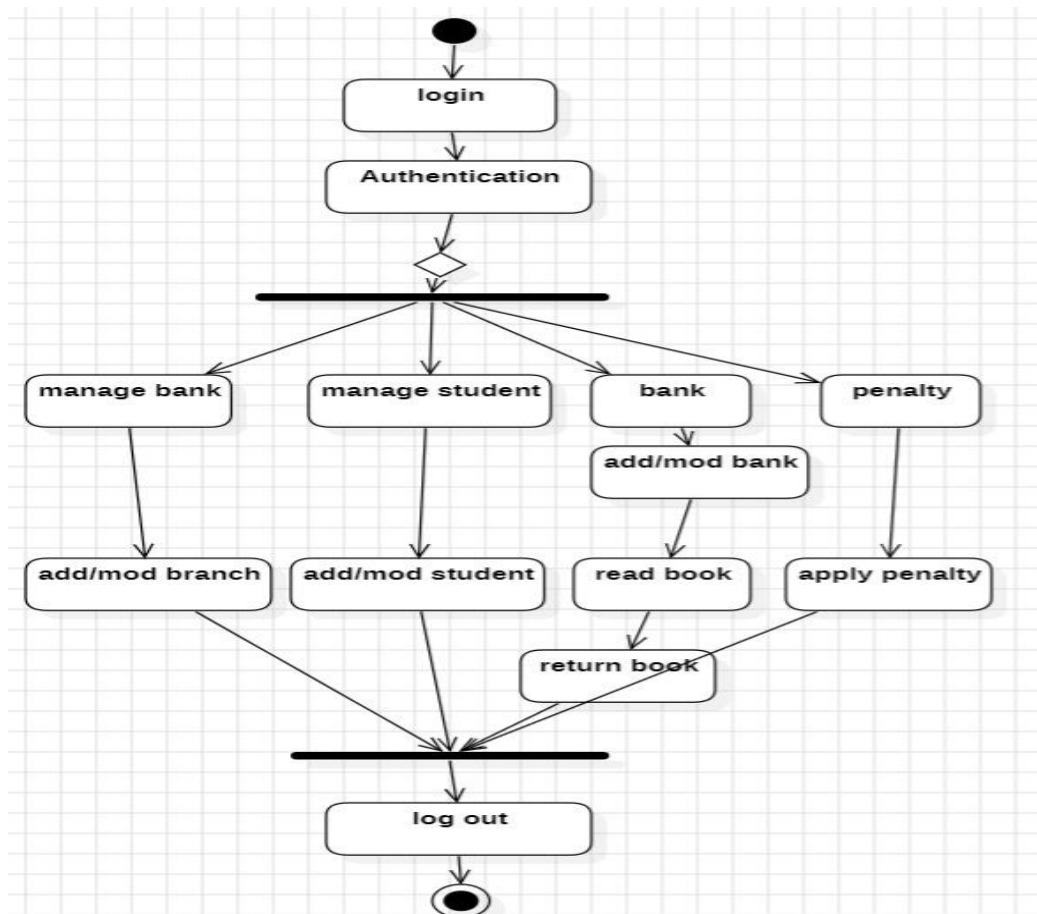 login
Authentication
manage bank
manage student
bank
penalty
add/mod bank
add/mod branch
add/mod student
read book
apply penalty
return book
log out